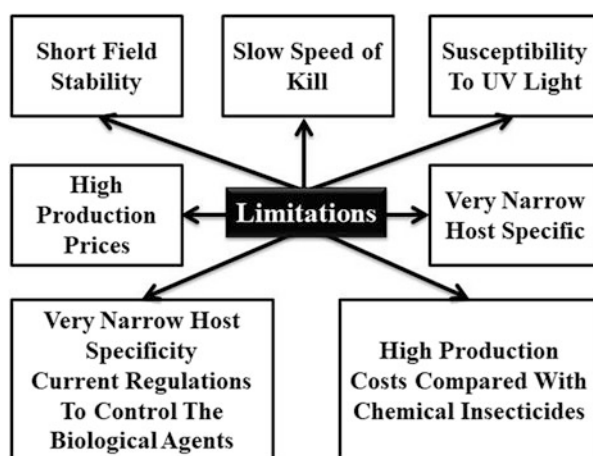 Short Field
Stability
Slow Speed of
Kill
Susceptibility
To UV Light
High
Production
Prices
Limitations
Very Narrow
Host Specific
Very Narrow Host
Specificity
Current Regulations
To Control The
Biological Agents
High Production
Costs Compared With
Chemical Insecticides